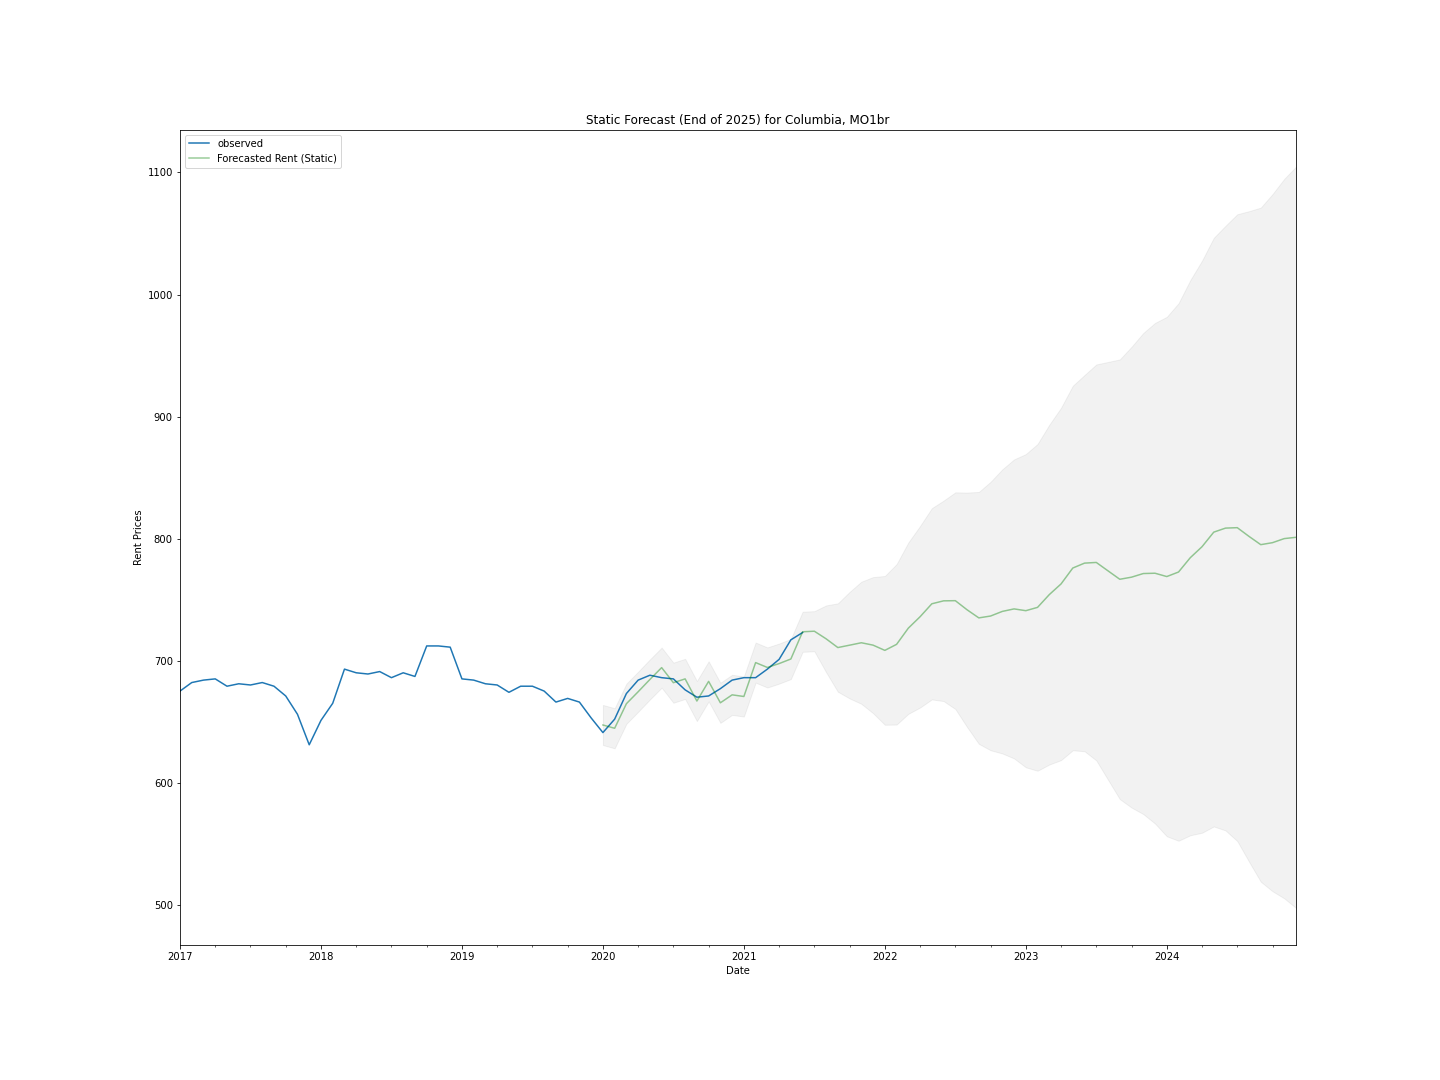 Static Forecast (End of 2025) for Columbia, MO1br
observed
Forecasted Rent (Static)
1100
1000
900
800
700
600
500
Rent Prices
2017 2018 2019 2020 2021 2022 2023 2024
Date